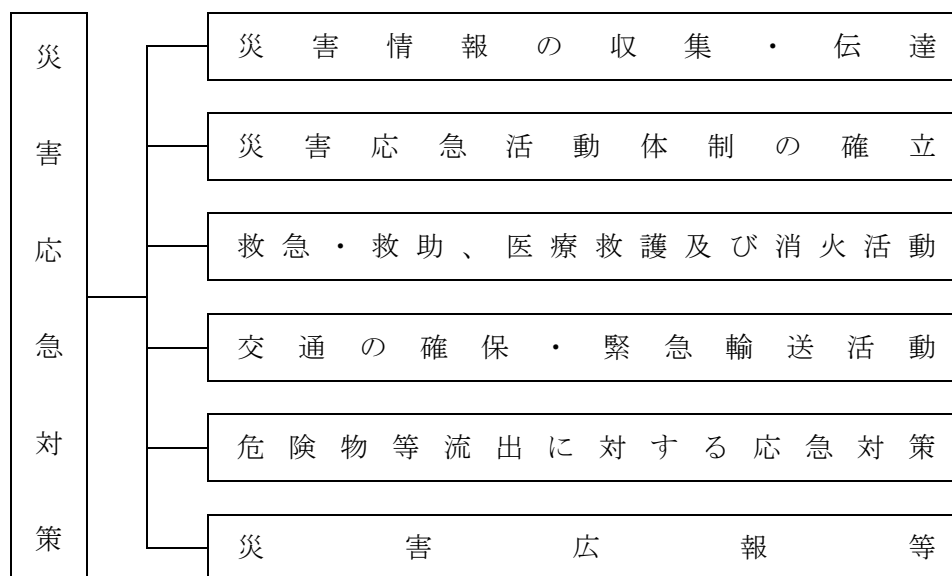 災害応急対策
災害情報の収集・伝達
災害応急活動体制の確立
救急・救助、医療救護及び消火活動
交通の確保・緊急輸送活動
危険物等流出に対する応急対策
災害広報等